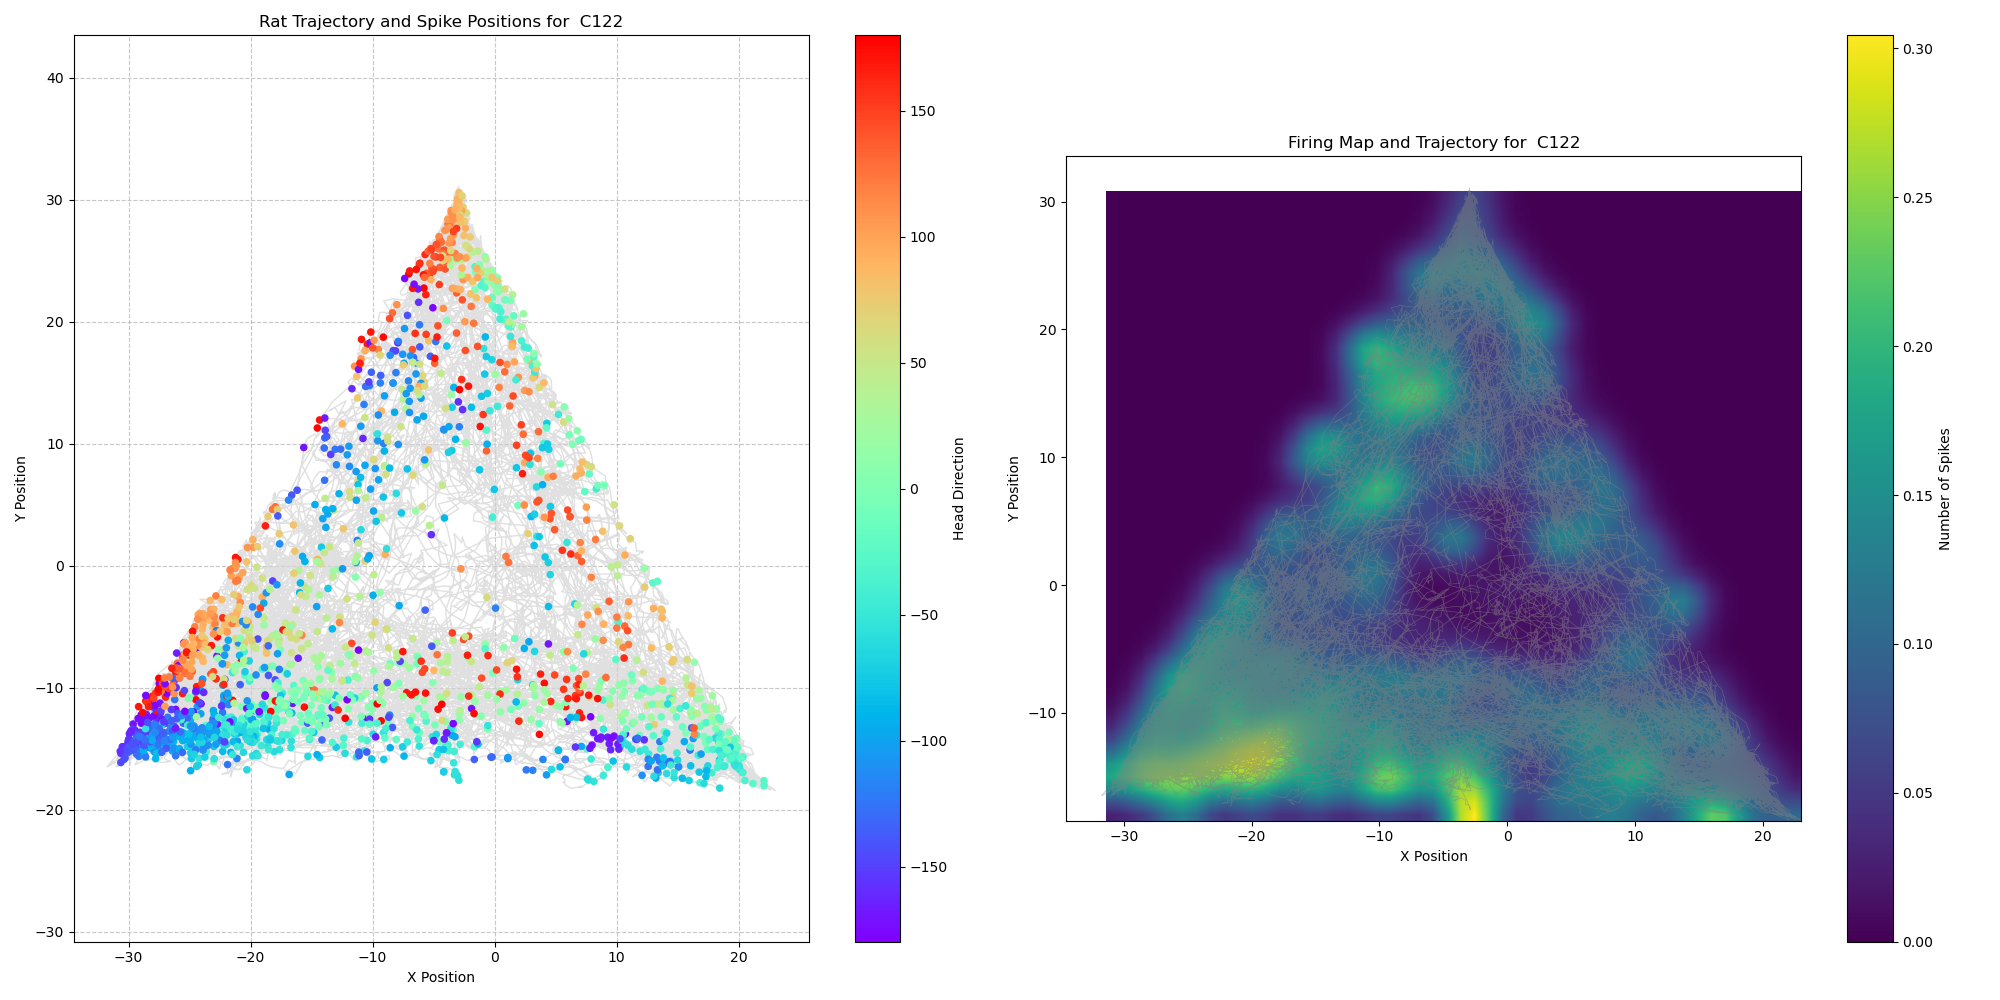 Rat Trajectory and Spike Positions for  C122
40
30
20
10
0
−10
−20
−30
Y Position
−30 −20 −10 0 10 20
X Position
150
100
50
0
−50
−100
−150
Head Direction
Firing Map and Trajectory for  C122
30
20
10
0
−10
Y Position
−30 −20 −10 0 10 20
X Position
0.30
0.25
0.20
0.15
0.10
0.05
0.00
Number of Spikes